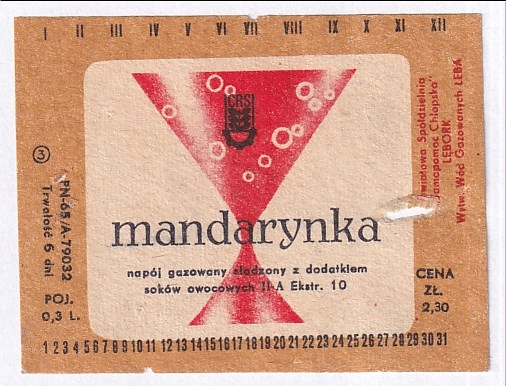 I II III IV V VI VII VIII IX X XI XII
CRS
mandarynka
napój gazowany słodzony z dodatkiem
soków owocowych II-A Ekstr. 10
3
PN-65/A-79032
Trwałość 6 dni
POJ.
0,3 L.
Spółdzielnia
Chłopska"
LĘBORK
Wytw. Wód Gazowanych ŁEBA
CENA
ZŁ.
2,30
1 2 3 4 5 6 7 8 9 10 11 12 13 14 15 16 17 18 19 20 21 22 23 24 25 26 27 28 29 30 31